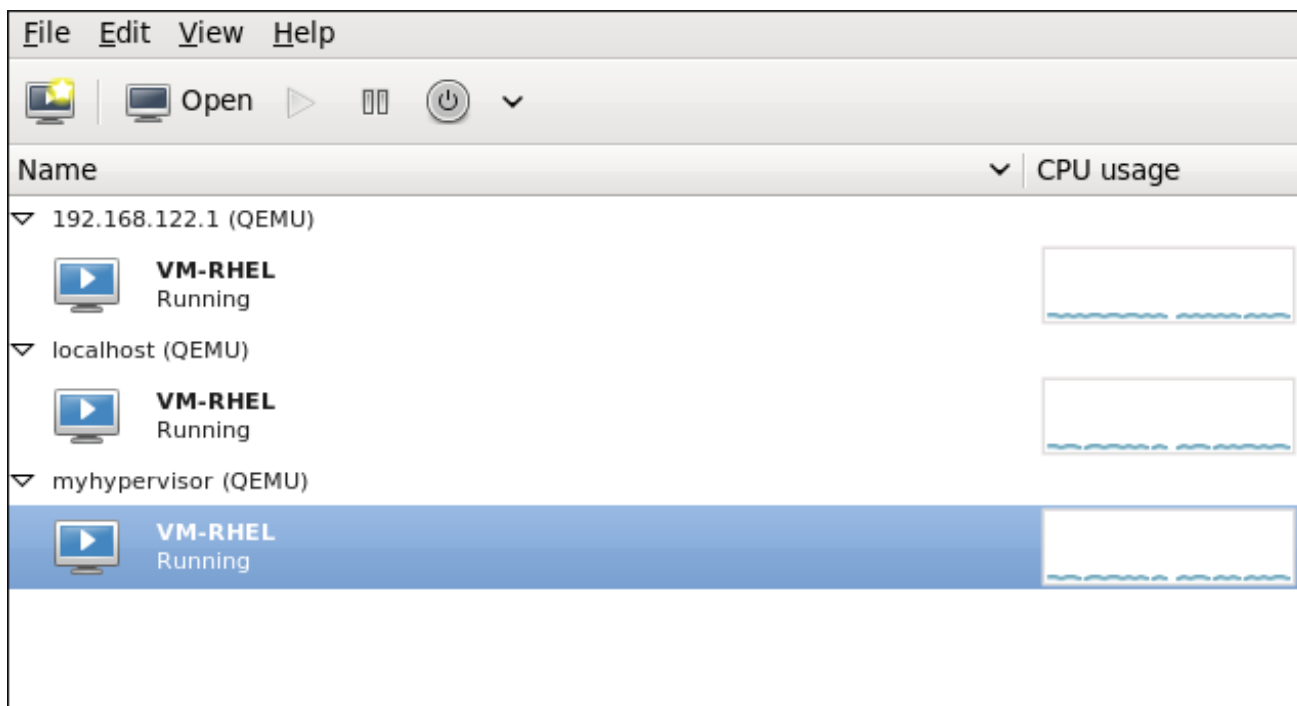 File Edit View Help
Open
Name CPU usage
192.168.122.1 (QEMU)
VM-RHEL
Running
localhost (QEMU)
VM-RHEL
Running
myhypervisor (QEMU)
VM-RHEL
Running